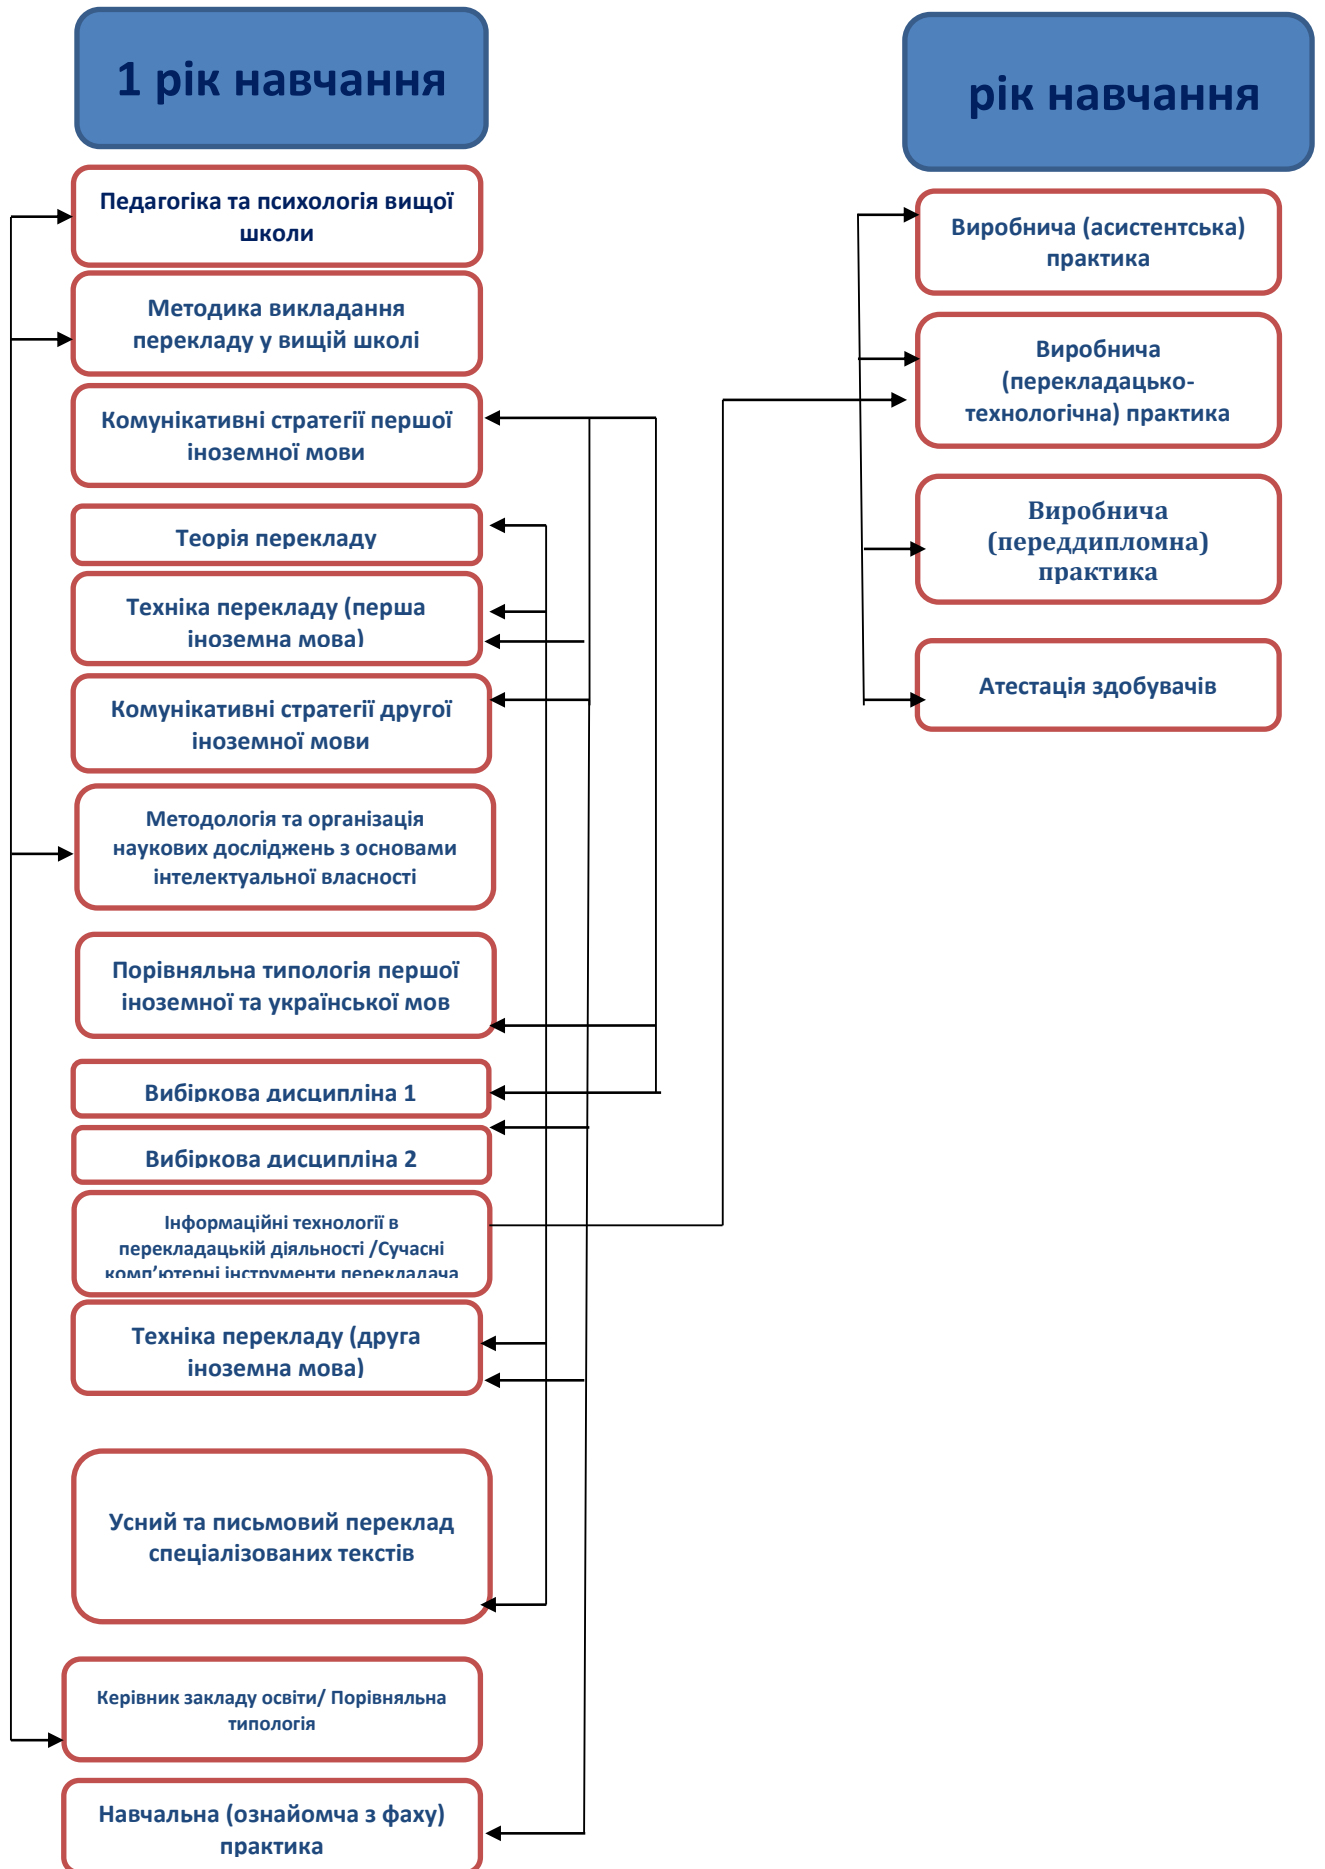 1 рік навчання
Педагогіка та психологія вищої
школи
Методика викладання
перекладу у вищій школі
Комунікативні стратегії першої
іноземної мови
Теорія перекладу
Техніка перекладу (перша
іноземна мова)
Комунікативні стратегії другої
іноземної мови
Методологія та організація
наукових досліджень з основами
інтелектуальної власності
Порівняльна типологія першої
іноземної та української мов
Вибіркова дисципліна 1
Вибіркова дисципліна 2
Інформаційні технології в
перекладацькій діяльності /Сучасні
комп’ютерні інструменти перекладача
Техніка перекладу (друга
іноземна мова)
Усний та письмовий переклад
спеціалізованих текстів
Керівник закладу освіти/ Порівняльна
типологія
Навчальна (ознайомча з фаху)
практика
рік навчання
Виробнича (асистентська)
практика
Виробнича
(перекладацько-
технологічна) практика
Виробнича
(переддипломна)
практика
Атестація здобувачів